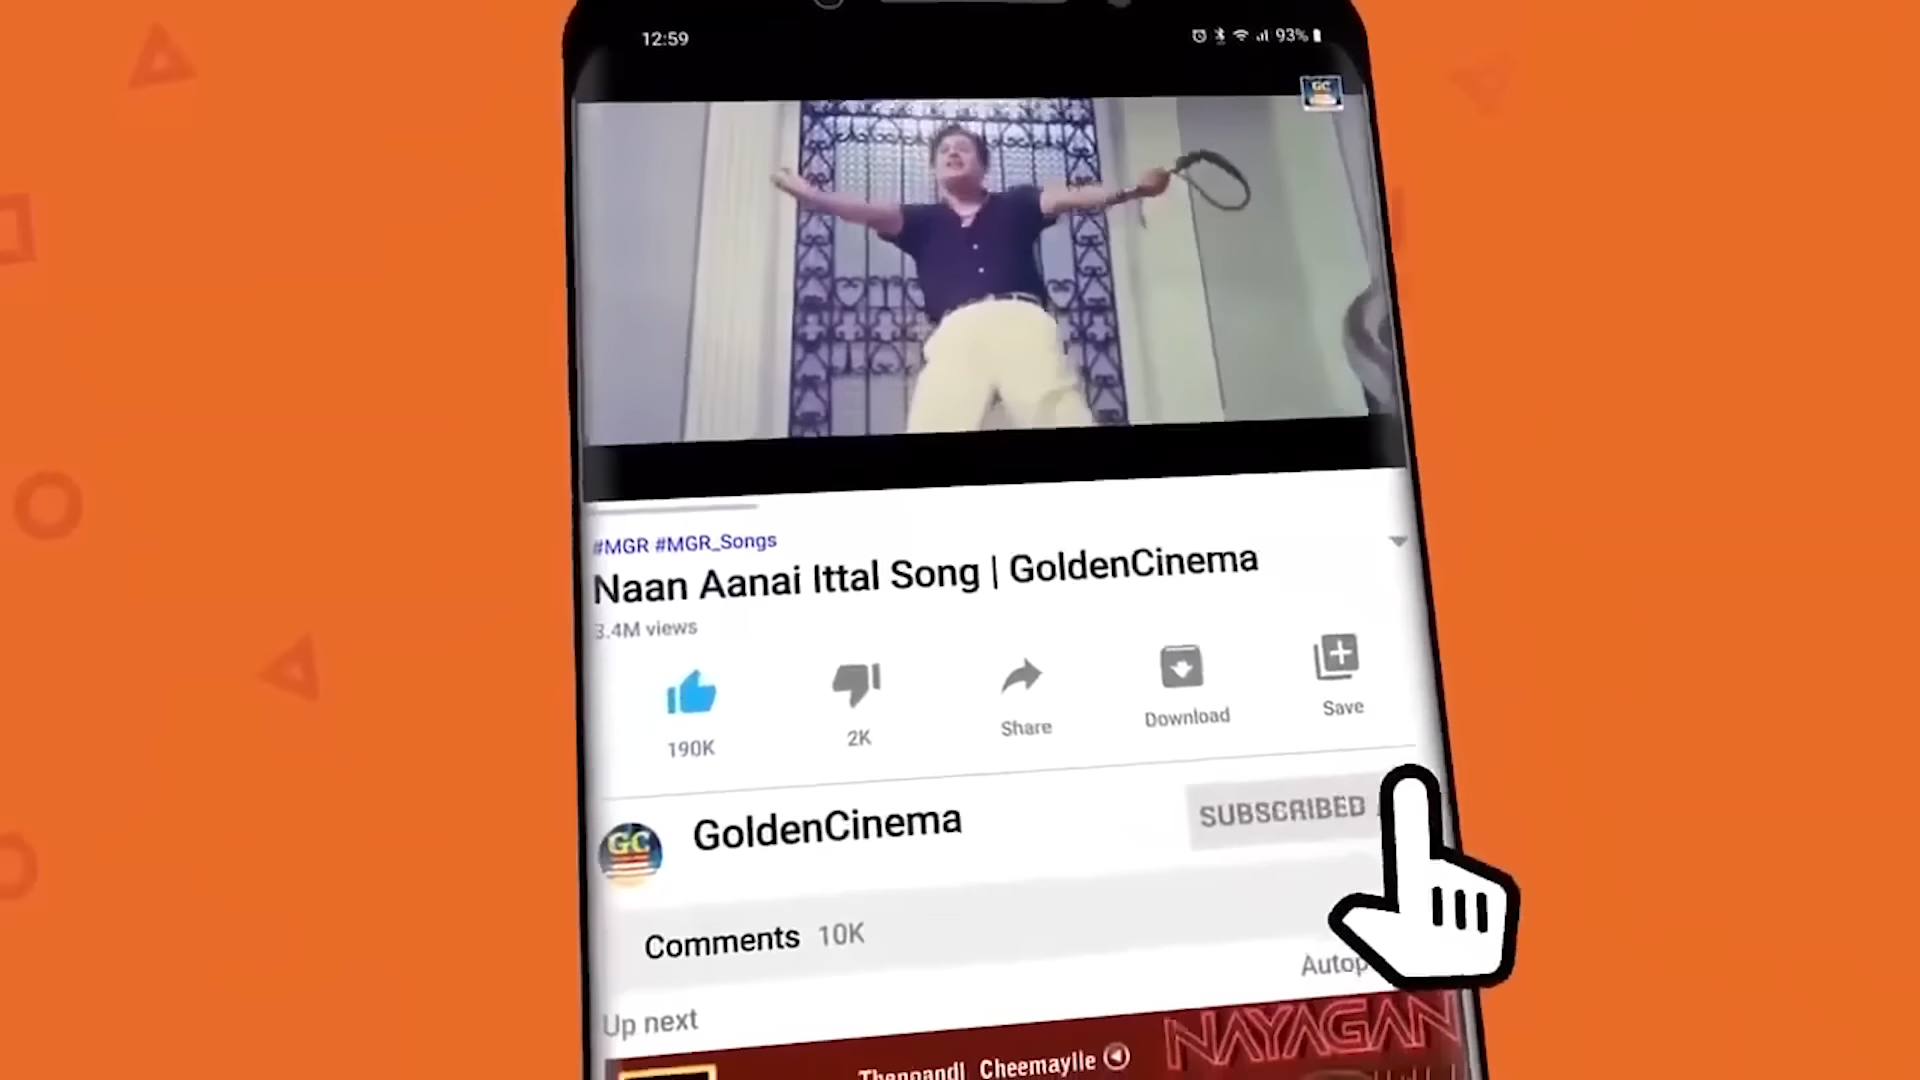 12:59
93%
GC
#MGR #MGR_Songs
Naan Aanai Ittal Song | GoldenCinema
3.4M views
190K
2K
Share
Download
Save
GC
GoldenCinema
SUBSCRIBED
Comments 10K
Up next
Autop
Thenpandi Cheemaylle
NAYAGAN